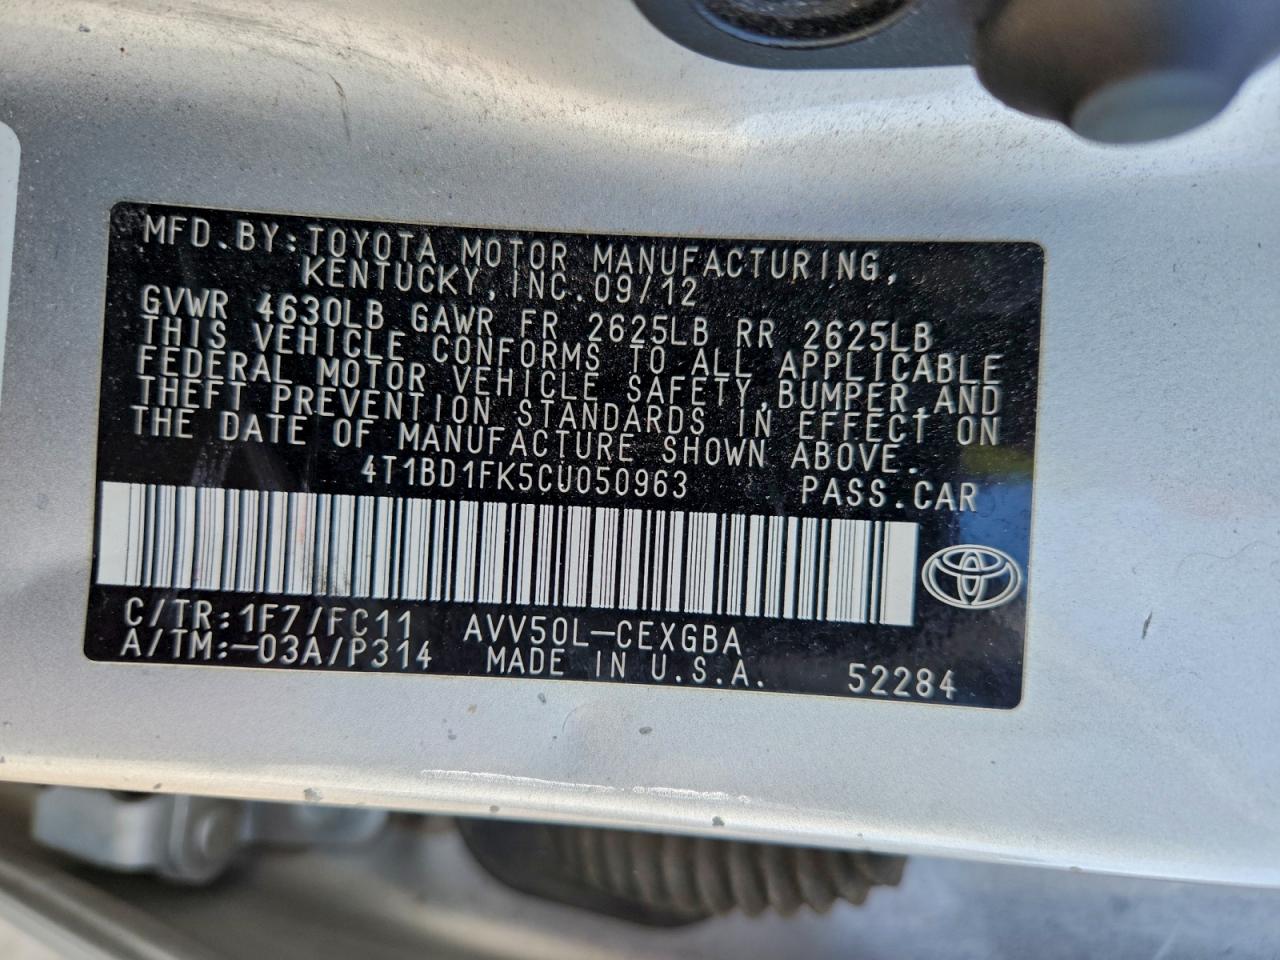 MFD.BY:TOYOTA MOTOR MANUFACTURING,
KENTUCKY,INC.09/12
GVWR 4630LB GAWR FR 2625LB RR 2625LB
THIS VEHICLE CONFORMS TO ALL APPLICABLE
FEDERAL MOTOR VEHICLE SAFETY,BUMPER,AND
THEFT PREVENTION STANDARDS IN EFFECT ON
THE DATE OF MANUFACTURE SHOWN ABOVE.
4T1BD1FK5CU050963 PASS.CAR
C/TR:1F7/FC11 AVV50L-CEXGBA
A/TM:-03A/P314 MADE IN U.S.A. 52284